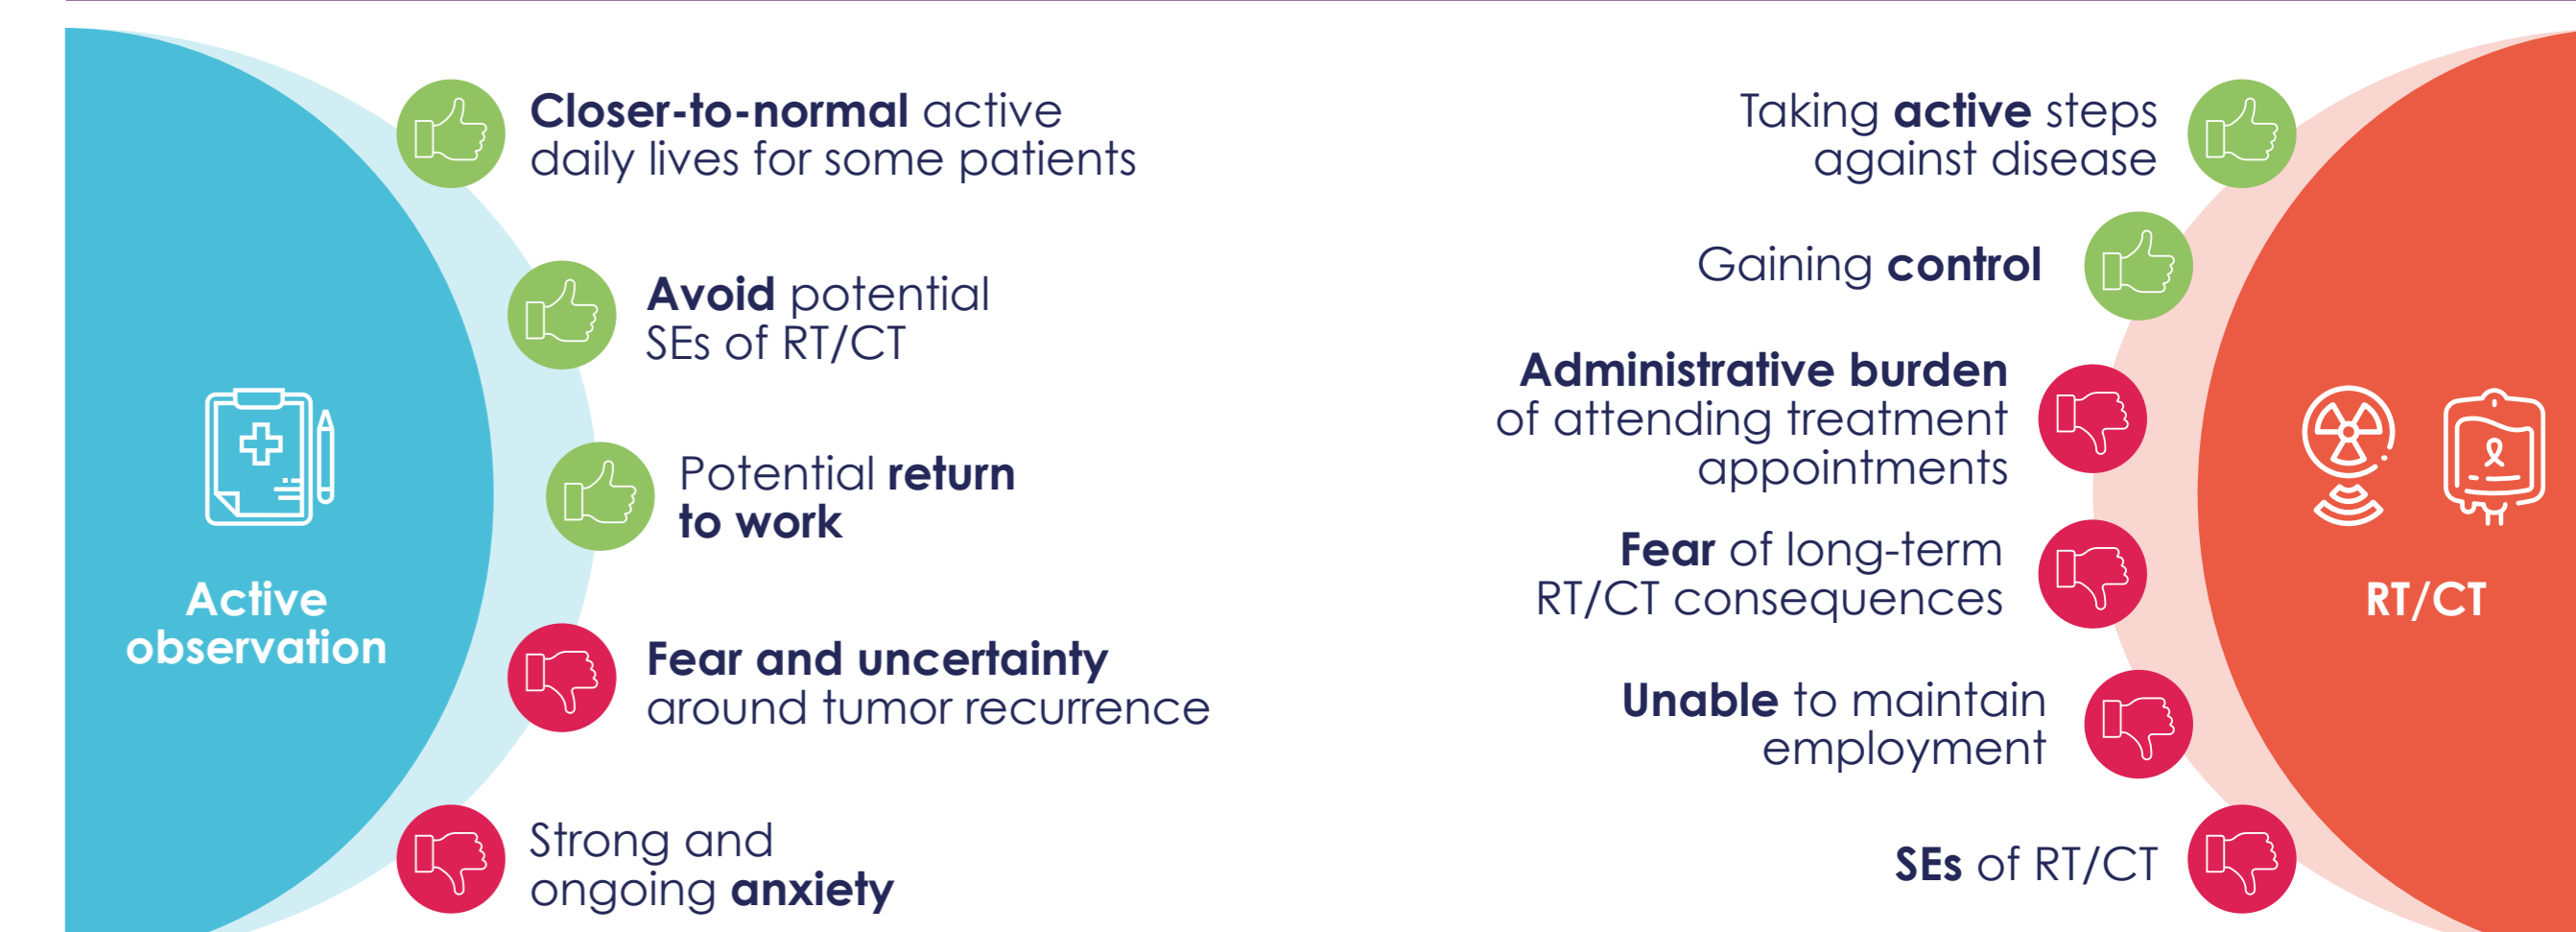 Active
observation
Closer-to-normal active
daily lives for some patients
Avoid potential
SEs of RT/CT
Potential return
to work
Fear and uncertainty
around tumor recurrence
Strong and
ongoing anxiety
Taking active steps
against disease
Gaining control
Administrative burden
of attending treatment
appointments
Fear of long-term
RT/CT consequences
Unable to maintain
employment
SEs of RT/CT
RT/CT